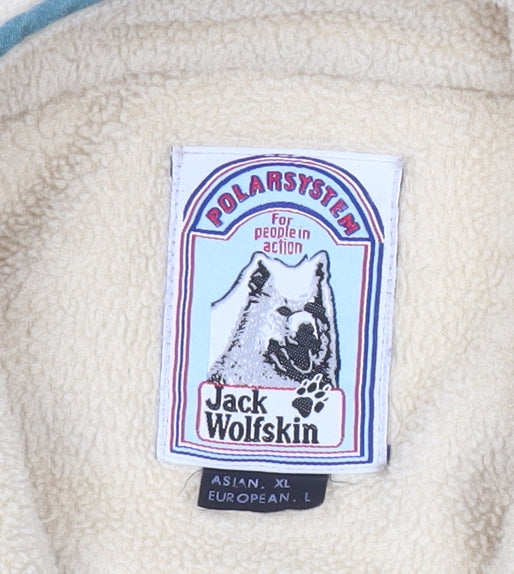 POLARSYSTEM
For
people in
action
Jack
Wolfskin
ASIAN. XL
EUROPEAN. L